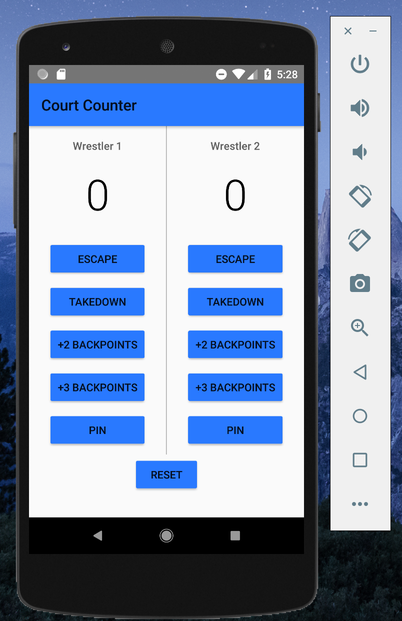 5:28
Court Counter
Wrestler 1
Wrestler 2
0
0
ESCAPE
ESCAPE
TAKEDOWN
TAKEDOWN
+2 BACKPOINTS
+2 BACKPOINTS
+3 BACKPOINTS
+3 BACKPOINTS
PIN
PIN
RESET